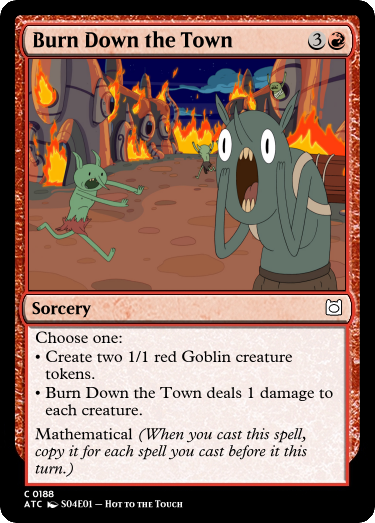 Burn Down the Town 3
Sorcery
Choose one:
• Create two 1/1 red Goblin creature
tokens.
• Burn Down the Town deals 1 damage to
each creature.
Mathematical (When you cast this spell,
copy it for each spell you cast before it this
turn.)
C 0188
ATC S04E01 – Hot to the Touch